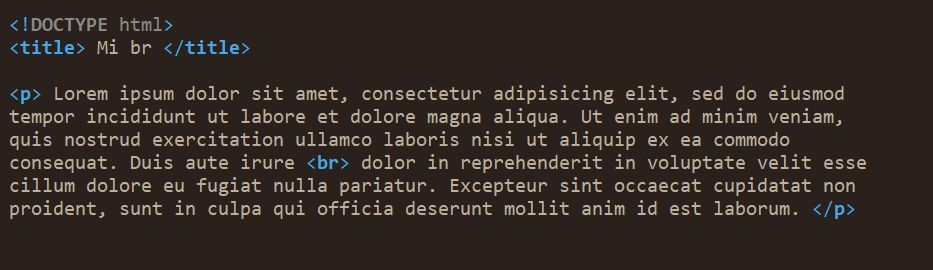 <!DOCTYPE html>
<title> Mi br </title>
<p> Lorem ipsum dolor sit amet, consectetur adipisicing elit, sed do eiusmod
tempor incididunt ut labore et dolore magna aliqua. Ut enim ad minim veniam,
quis nostrud exercitation ullamco laboris nisi ut aliquip ex ea commodo
consequat. Duis aute irure <br> dolor in reprehenderit in voluptate velit esse
cillum dolore eu fugiat nulla pariatur. Excepteur sint occaecat cupidatat non
proident, sunt in culpa qui officia deserunt mollit anim id est laborum. </p>